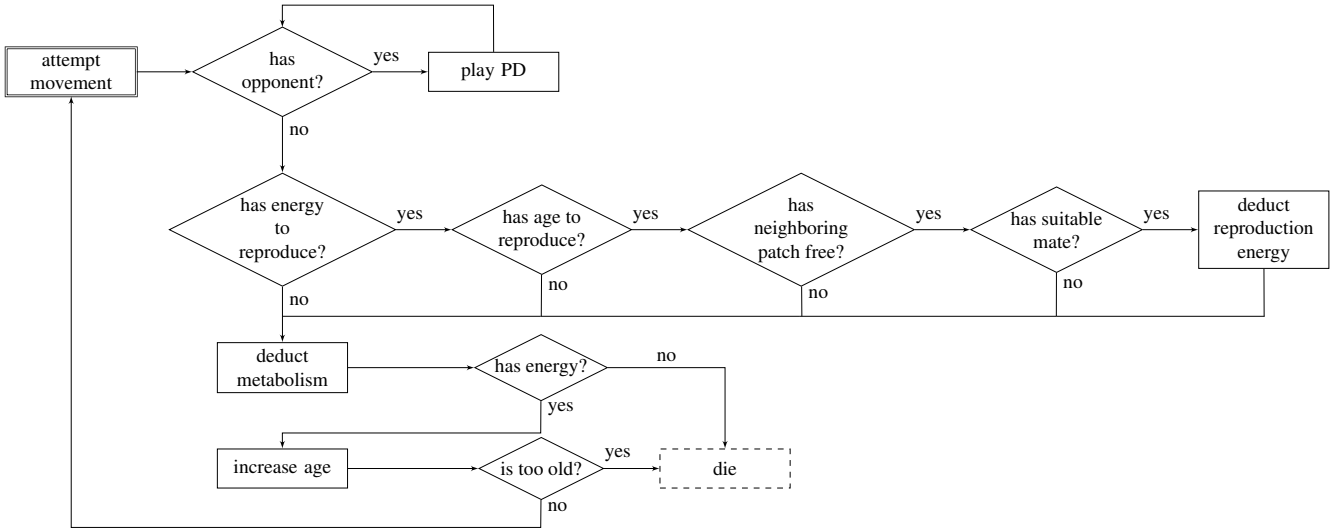 attempt
movement
has
opponent?
yes
play PD
no
has energy
to
reproduce?
yes
has age to
reproduce?
yes
has
neighboring
patch free?
yes
has suitable
mate?
yes
deduct
reproduction
energy
no
no
no
no
deduct
metabolism
has energy?
no
yes
increase age
is too old?
yes
die
no